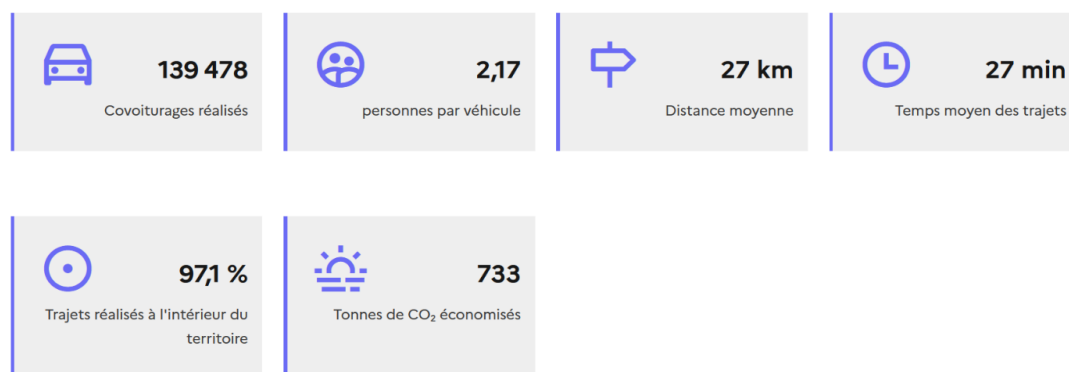 139 478
Covoiturages réalisés
2,17
personnes par véhicule
27 km
Distance moyenne
27 min
Temps moyen des trajets
97,1 %
Trajets réalisés à l'intérieur du
territoire
733
Tonnes de CO₂ économisés